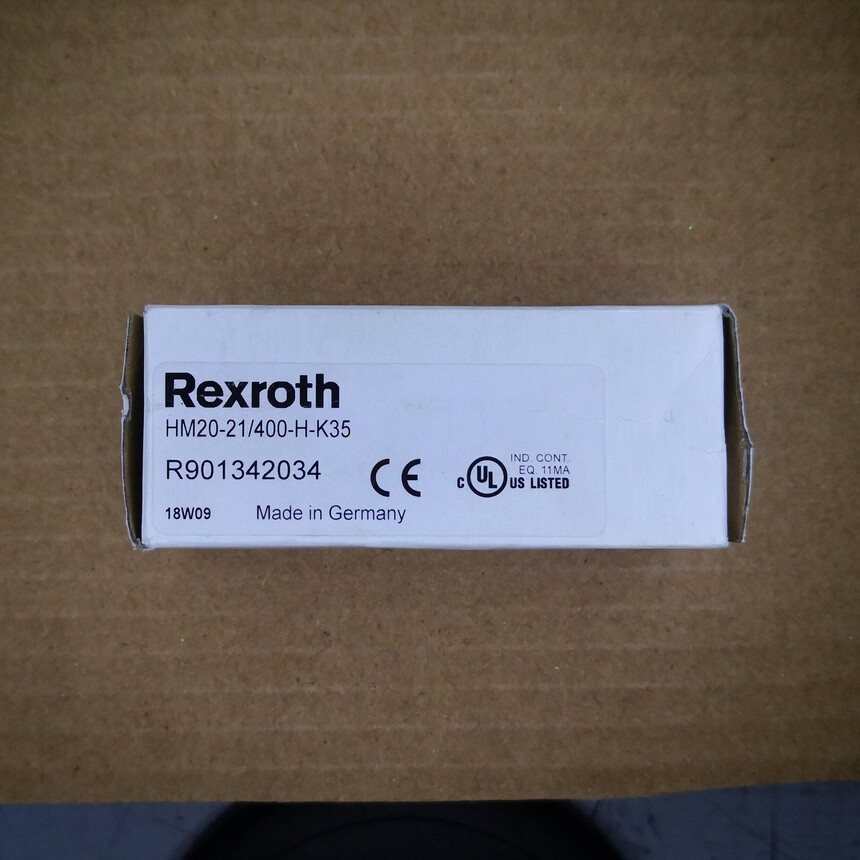 Rexroth
HM20-21/400-H-K35
R901342034
CE
C UL US LISTED
IND. CONT.
EQ. 11MA
18W09 Made in Germany